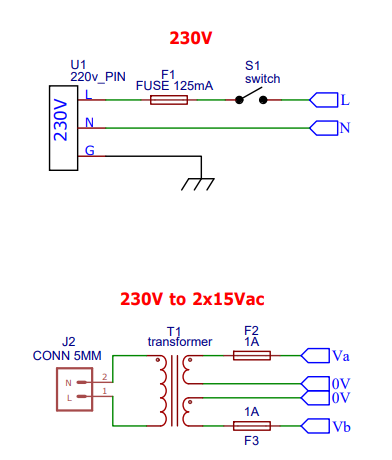 230V
U1
220v_PIN
230V
L
N
G
F1
FUSE 125mA
S1
switch
L
N
230V to 2x15Vac
J2
CONN 5MM
N
L
2
1
T1
transformer
F2
1A
Va
0V
0V
Vb
1A
F3